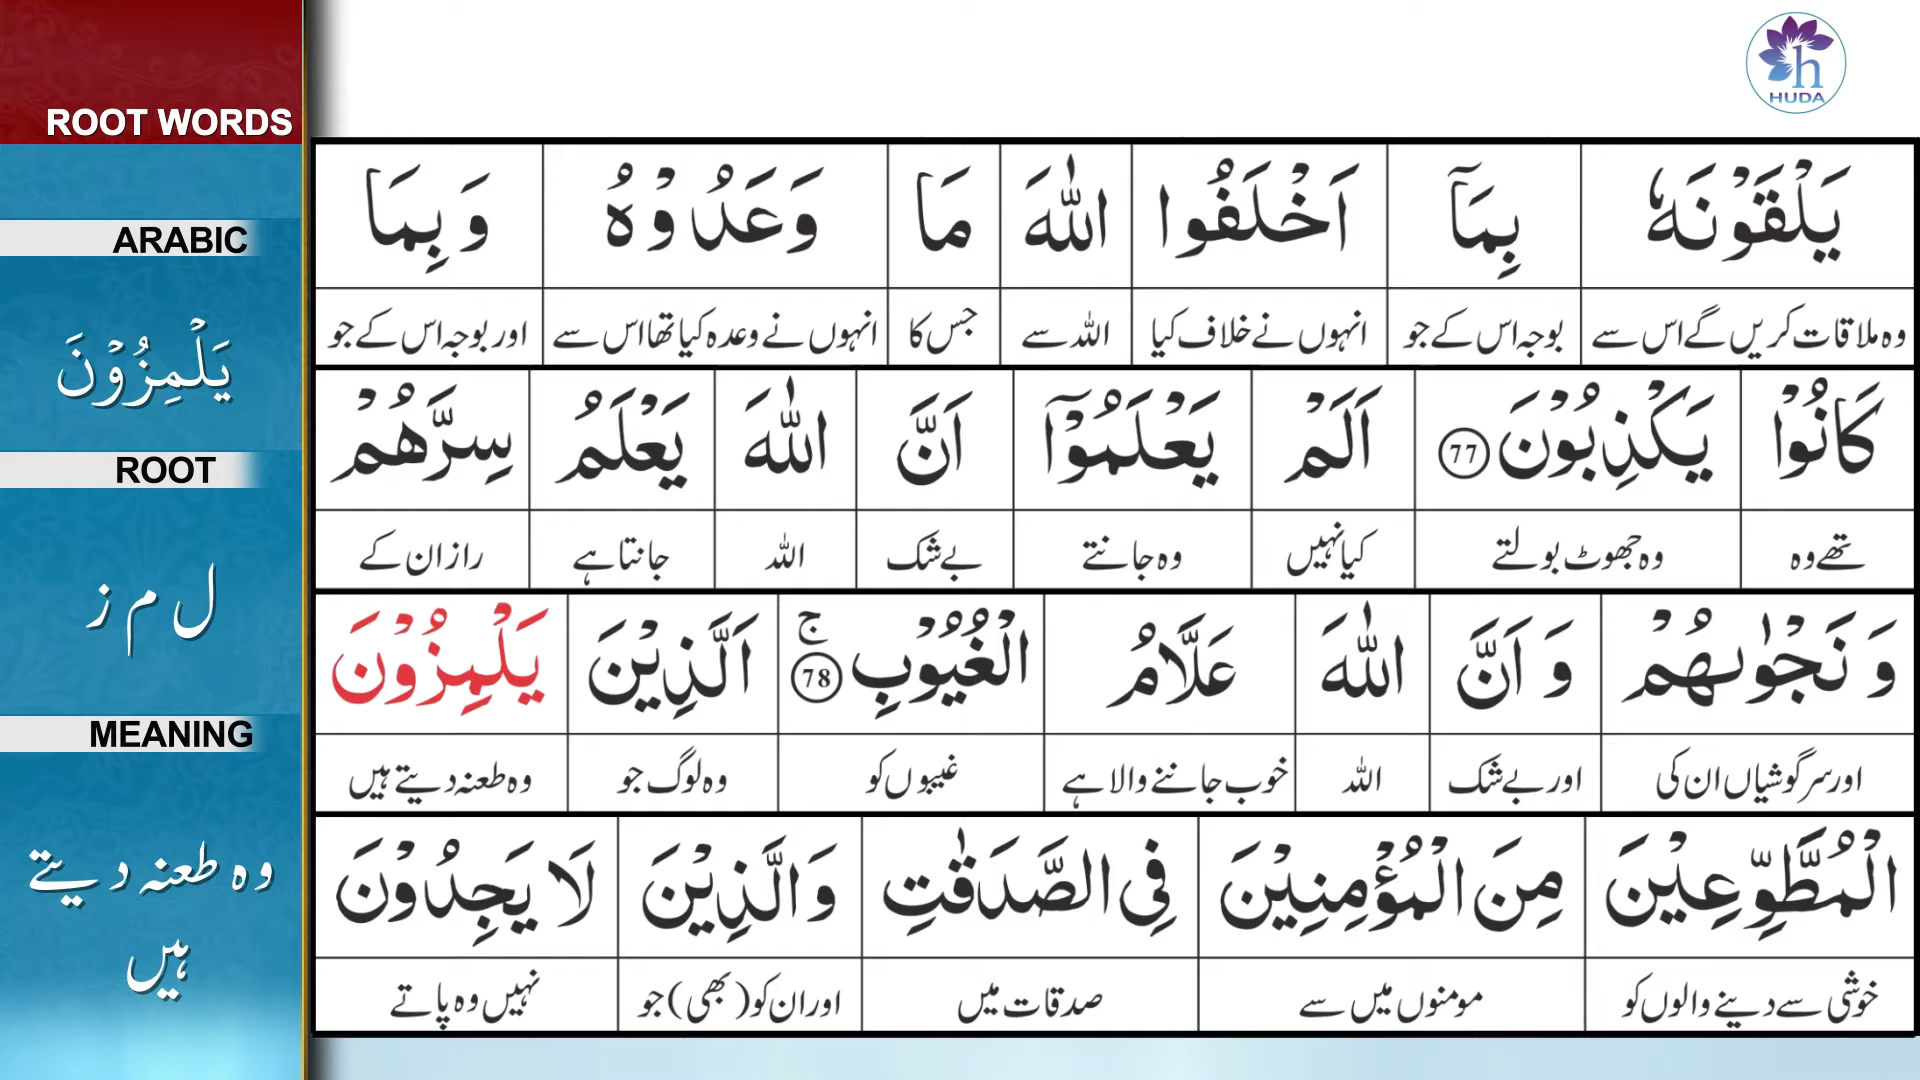 HUDA
ROOT WORDS
ARABIC
يَلْمِزُوْنَ
ROOT
ل م ز
MEANING
وہ طعنہ دیتے
ہیں
يَلْقَوْنَهٗ بِمَآ اَخْلَفُوا اللّٰهَ مَا وَعَدُوْهُ وَ بِمَا
وہ ملاقات کریں گے اس سے بوجہ اس کے جو انہوں نے خلاف کیا اللہ سے جس کا انہوں نے وعدہ کیا تھا اس سے اور بوجہ اس کے جو
كَانُوْا يَكْذِبُوْنَ 77 اَلَمْ يَعْلَمُوْٓا اَنَّ اللّٰهَ يَعْلَمُ سِرَّهُمْ
تھے وہ وہ جھوٹ بولتے کیا نہیں وہ جانتے بے شک اللہ جانتا ہے راز ان کے
وَ نَجْوٰىهُمْ وَ اَنَّ اللّٰهَ عَلَّامُ الْغُيُوْبِ 78 ج اَلَّذِيْنَ يَلْمِزُوْنَ
اور سرگوشیاں ان کی اور بے شک اللہ خوب جاننے والا ہے غیبوں کو وہ لوگ جو وہ طعنہ دیتے ہیں
الْمُطَّوِّعِيْنَ مِنَ الْمُؤْمِنِيْنَ فِي الصَّدَقٰتِ وَ الَّذِيْنَ لَا يَجِدُوْنَ
خوشی سے دینے والوں کو مومنوں میں سے صدقات میں اور ان کو (بھی) جو نہیں وہ پاتے